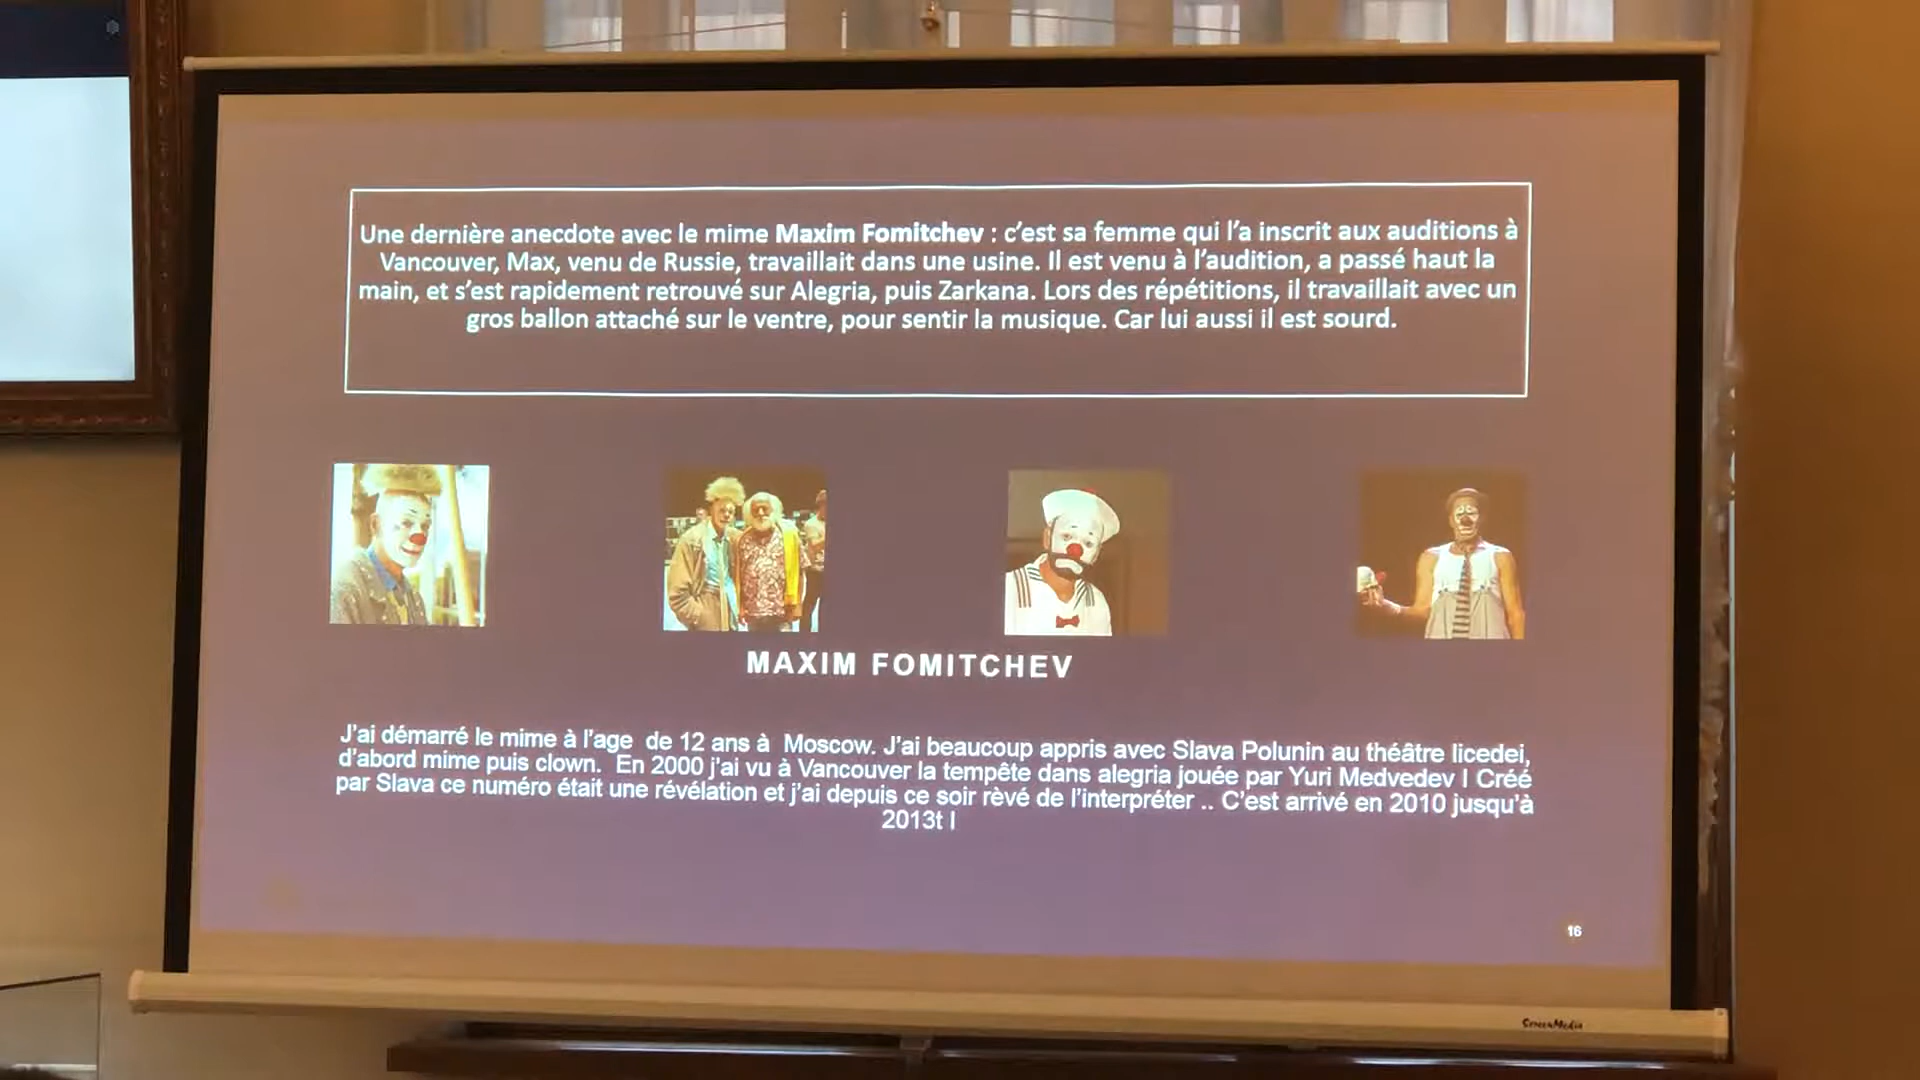 Une dernière anecdote avec le mime Maxim Fomitchev : c’est sa femme qui l’a inscrit aux auditions à
Vancouver, Max, venu de Russie, travaillait dans une usine. Il est venu à l’audition, a passé haut la
main, et s’est rapidement retrouvé sur Alegria, puis Zarkana. Lors des répétitions, il travaillait avec un
gros ballon attaché sur le ventre, pour sentir la musique. Car lui aussi il est sourd.
MAXIM FOMITCHEV
J’ai démarré le mime à l’age de 12 ans à Moscow. J’ai beaucoup appris avec Slava Polunin au théâtre licedei,
d’abord mime puis clown. En 2000 j’ai vu à Vancouver la tempête dans alegria jouée par Yuri Medvedev I Créé
par Slava ce numéro était une révélation et j’ai depuis ce soir rèvé de l’interpréter .. C’est arrivé en 2010 jusqu’à
2013t I
16
ScreenMedia